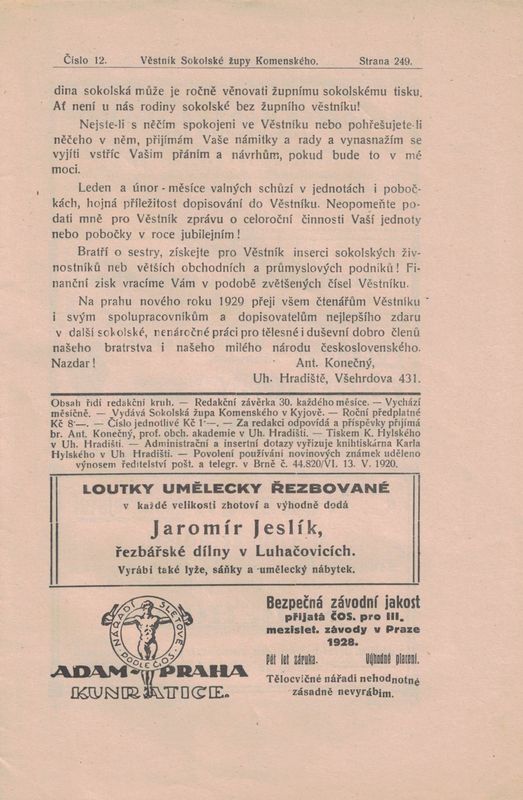 Číslo 12. Věstník Sokolské župy Komenského. Strana 249.
dina sokolská může je ročně věnovati župnímu sokolskému tisku.
Ať není u nás rodiny sokolské bez župního věstníku!
Nejste-li s něčím spokojeni ve Věstníku nebo pohřešujete-li
něčeho v něm, přijímám Vaše námitky a rady a vynasnažím se
vyjíti vstříc Vašim přáním a návrhům, pokud bude to v mé
moci.
Leden a únor - měsíce valných schůzí v jednotách i poboč-
kách, hojná příležitost dopisování do Věstníku. Neopomeňte po-
dati mně pro Věstník zprávu o celoroční činnosti Vaší jednoty
nebo pobočky v roce jubilejním!
Bratří o sestry, získejte pro Věstník inserci sokolských živ-
nostníků neb větších obchodních a průmyslových podniků! Fi-
nanční zisk vracíme Vám v podobě zvětšených čísel Věstníku.
Na prahu nového roku 1929 přeji všem čtenářům Věstníku
i svým spolupracovníkům a dopisovatelům nejlepšího zdaru
v další sokolské, nenáročné práci pro tělesné i duševní dobro členů
našeho bratrstva i našeho milého národu československého.
Nazdar! Ant. Konečný,
Uh. Hradiště, Všehrdova 431.
Obsah řídí redakční kruh. — Redakční závěrka 30. každého měsíce. — Vychází
měsíčně. — Vydává Sokolská župa Komenského v Kyjově. — Roční předplatné
Kč 8·—. — Číslo jednotlivé Kč 1·—. — Za redakci odpovídá a příspěvky přijímá
br. Ant. Konečný, prof. obch. akademie v Uh. Hradišti. — Tiskem K. Hylského
v Uh. Hradišti. — Administrační a insertní dotazy vyřizuje knihtiskárna Karla
Hylského v Uh Hradišti. — Povolení používání novinových známek uděleno
výnosem ředitelství pošt. a telegr. v Brně č. 44.820/VI. 13. V. 1920.
LOUTKY UMĚLECKY ŘEZBOVANÉ
v každé velikosti zhotoví a výhodně dodá
Jaromír Jeslík,
řezbářské dílny v Luhačovicích.
Vyrábí také lyže, sáňky a umělecký nábytek.
NÁŘADÍ SLETOVÉ
PODLE Č.O.S.
ADAM-PRAHA
KUNRATICE.
Bezpečná závodní jakost
přijatá ČOS. pro III.
mezislet. závody v Praze
1928.
Pět let záruka. Výhodné placení.
Tělocvičné nářadí nehodnotné
zásadně nevyrábím.